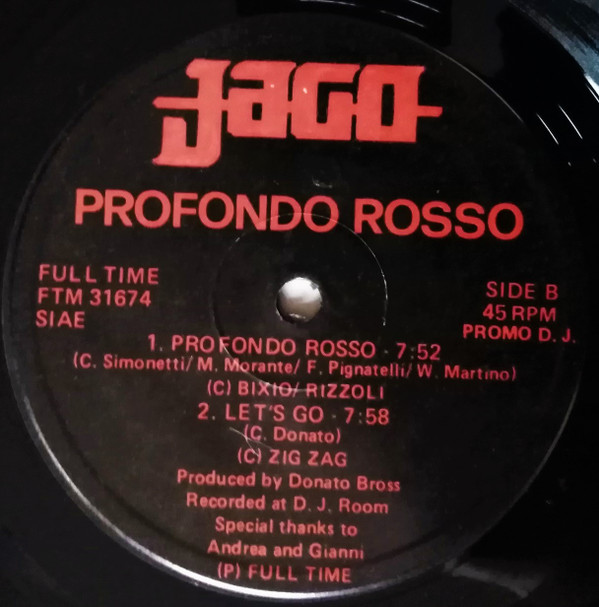 JAGO
PROFONDO ROSSO
FULL TIME
FTM 31674
SIAE
SIDE B
45 RPM
PROMO D. J.
1. PROFONDO ROSSO - 7:52
(C. Simonetti/ M. Morante/ F. Pignatelli/ W. Martino)
(C) BIXIO/ RIZZOLI
2. LET'S GO - 7:58
(C. Donato)
(C) ZIG ZAG
Produced by Donato Bross
Recorded at D. J. Room
Special thanks to
Andrea and Gianni
(P) FULL TIME